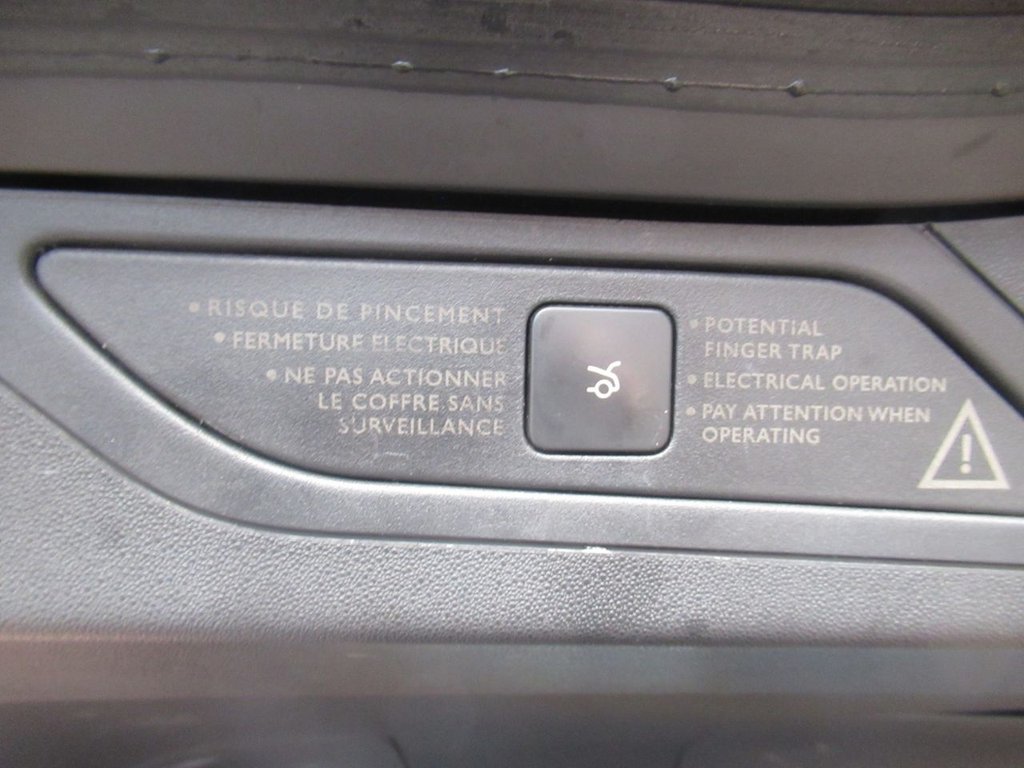 • RISQUE DE PINCEMENT
• FERMETURE ELECTRIQUE
• NE PAS ACTIONNER
LE COFFRE SANS
SURVEILLANCE
• POTENTIAL
FINGER TRAP
• ELECTRICAL OPERATION
• PAY ATTENTION WHEN
OPERATING
!